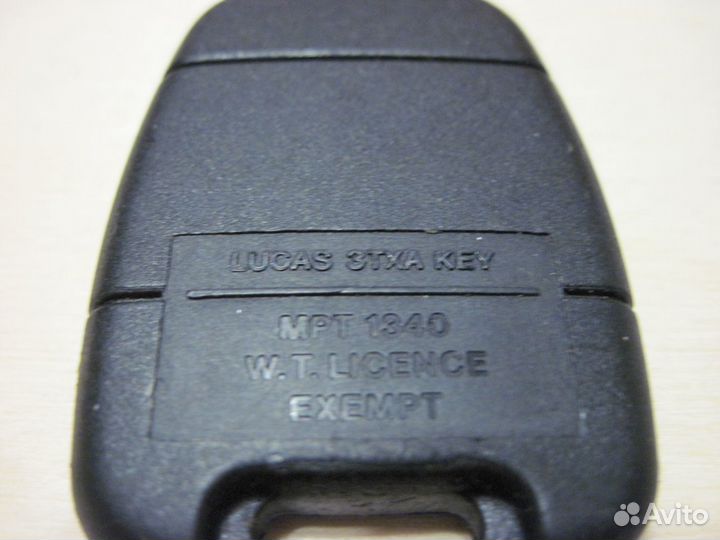 LUCAS 3TXA KEY
MPT 1340
W.T. LICENCE
EXEMPT
Avito